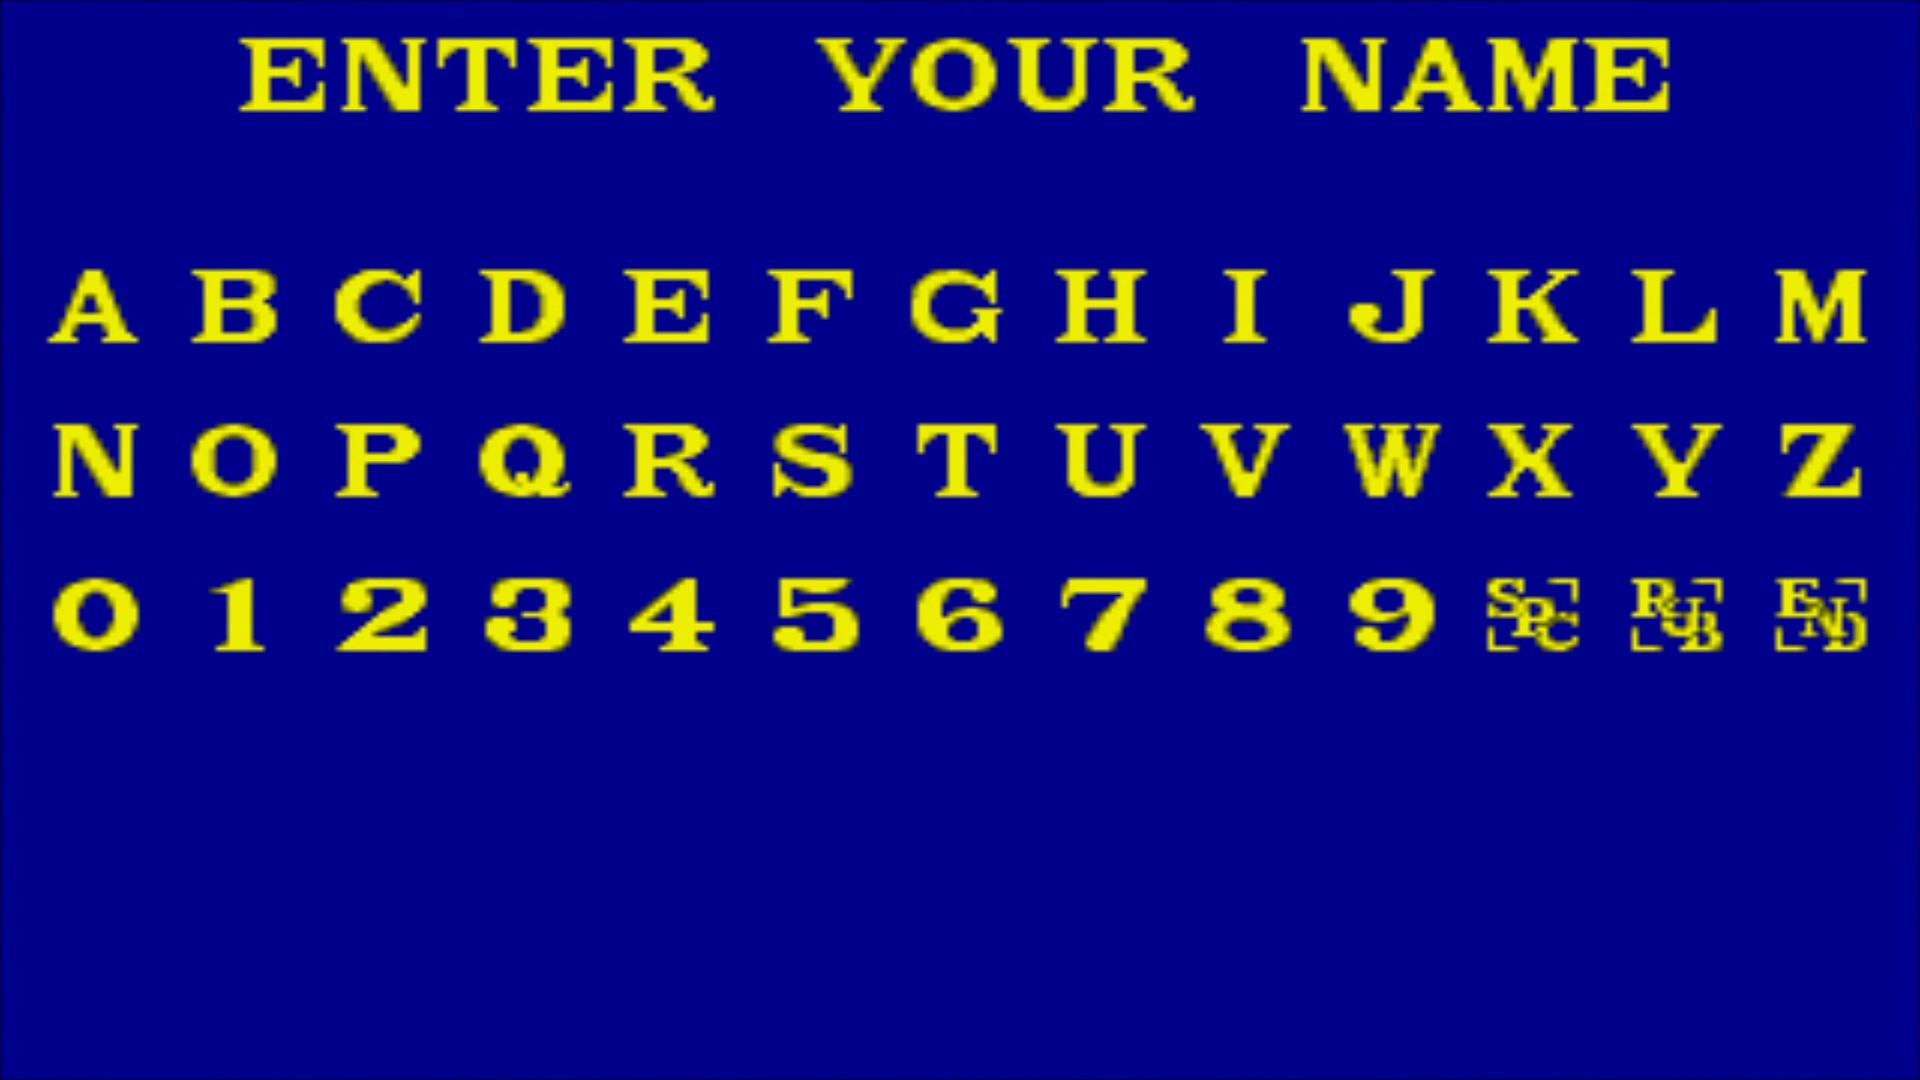 ENTER YOUR NAME
A B C D E F G H I J K L M
N O P Q R S T U V W X Y Z
0 1 2 3 4 5 6 7 8 9 SPC RUB END